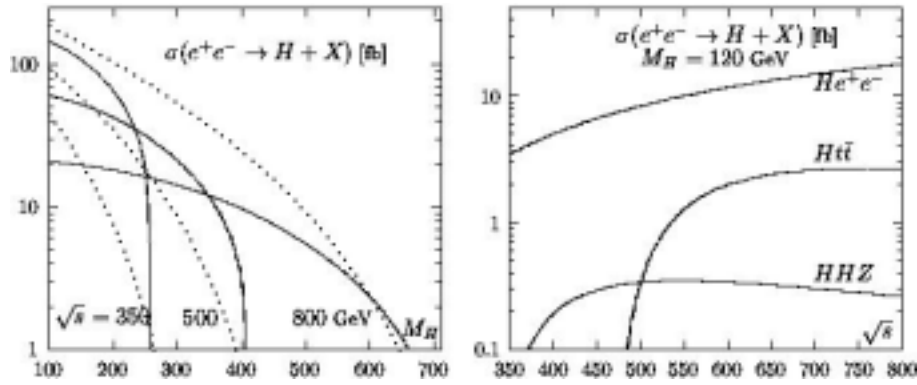 σ(e⁺e⁻ → H + X) [fb]
100
10
1
√s = 350 500 800 GeV M_H
100 200 300 400 500 600 700
σ(e⁺e⁻ → H + X) [fb]
M_H = 120 GeV
He⁺e⁻
10
Htt̄
1
HHZ
0.1
√s
350 400 450 500 550 600 650 700 750 800